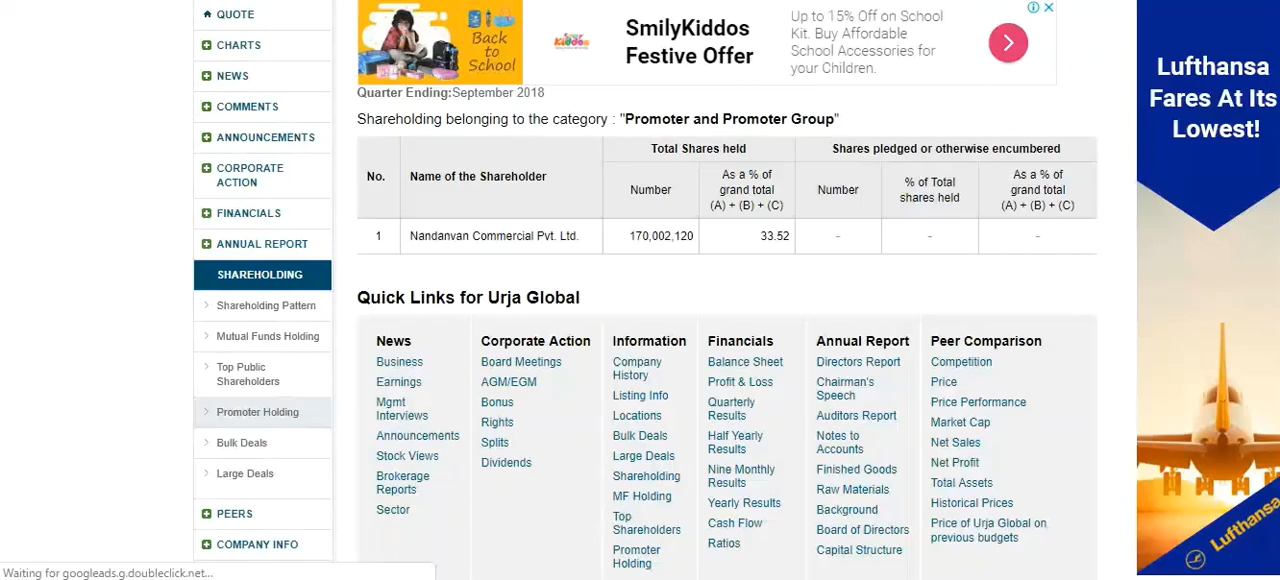 QUOTE
CHARTS
NEWS
COMMENTS
ANNOUNCEMENTS
CORPORATE
ACTION
FINANCIALS
ANNUAL REPORT
SHAREHOLDING
Shareholding Pattern
Mutual Funds Holding
Top Public
Shareholders
Promoter Holding
Bulk Deals
Large Deals
PEERS
COMPANY INFO
Waiting for googleads.g.doubleclick.net...
Back
to
School
Kiddos
SmilyKiddos
Festive Offer
Up to 15% Off on School
Kit. Buy Affordable
School Accessories for
your Children.
Quarter Ending:September 2018
Shareholding belonging to the category : "Promoter and Promoter Group"
No.
Name of the Shareholder
Total Shares held
Shares pledged or otherwise encumbered
Number
As a % of
grand total
(A) + (B) + (C)
Number
% of Total
shares held
As a % of
grand total
(A) + (B) + (C)
1 Nandanvan Commercial Pvt. Ltd. 170,002,120 33.52 - - -
Quick Links for Urja Global
News
Business
Earnings
Mgmt
Interviews
Announcements
Stock Views
Brokerage
Reports
Sector
Corporate Action
Board Meetings
AGM/EGM
Bonus
Rights
Splits
Dividends
Information
Company
History
Listing Info
Locations
Bulk Deals
Large Deals
Shareholding
MF Holding
Top
Shareholders
Promoter
Holding
Financials
Balance Sheet
Profit & Loss
Quarterly
Results
Half Yearly
Results
Nine Monthly
Results
Yearly Results
Cash Flow
Ratios
Annual Report
Directors Report
Chairman's
Speech
Auditors Report
Notes to
Accounts
Finished Goods
Raw Materials
Background
Board of Directors
Capital Structure
Peer Comparison
Competition
Price
Price Performance
Market Cap
Net Sales
Net Profit
Total Assets
Historical Prices
Price of Urja Global on
previous budgets
Lufthansa
Fares At Its
Lowest!
Lufthansa